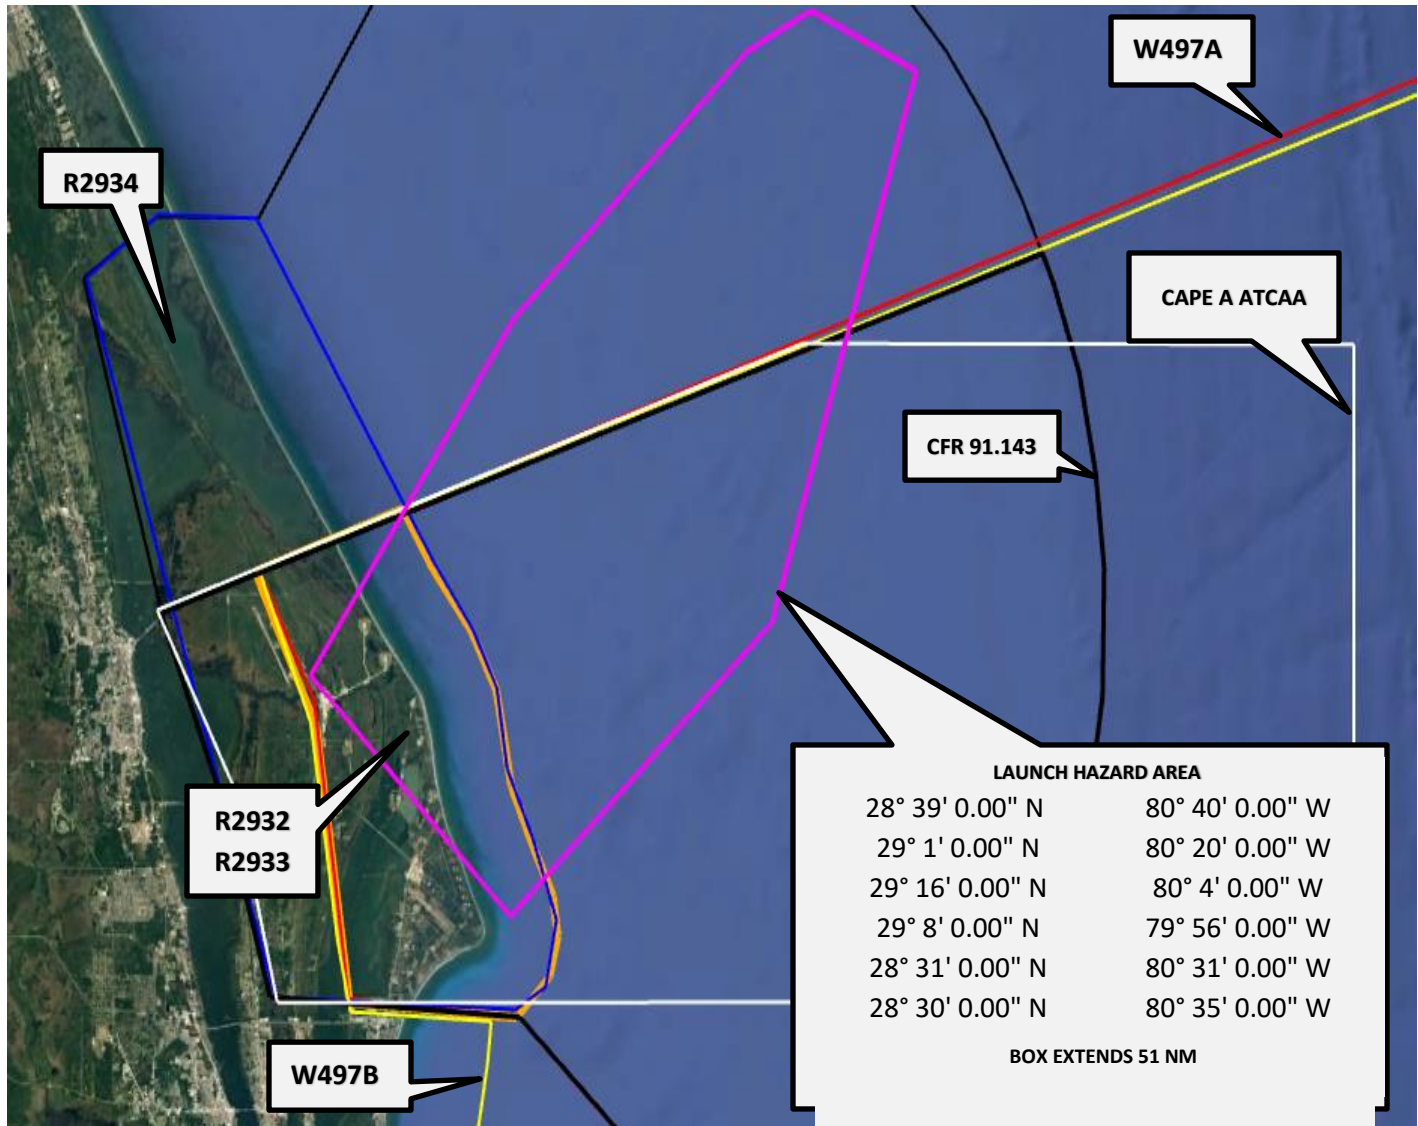 W497A
R2934
CAPE A ATCAA
CFR 91.143
R2932
R2933
LAUNCH HAZARD AREA
28° 39' 0.00" N 80° 40' 0.00" W
29° 1' 0.00" N 80° 20' 0.00" W
29° 16' 0.00" N 80° 4' 0.00" W
29° 8' 0.00" N 79° 56' 0.00" W
28° 31' 0.00" N 80° 31' 0.00" W
28° 30' 0.00" N 80° 35' 0.00" W
BOX EXTENDS 51 NM
W497B